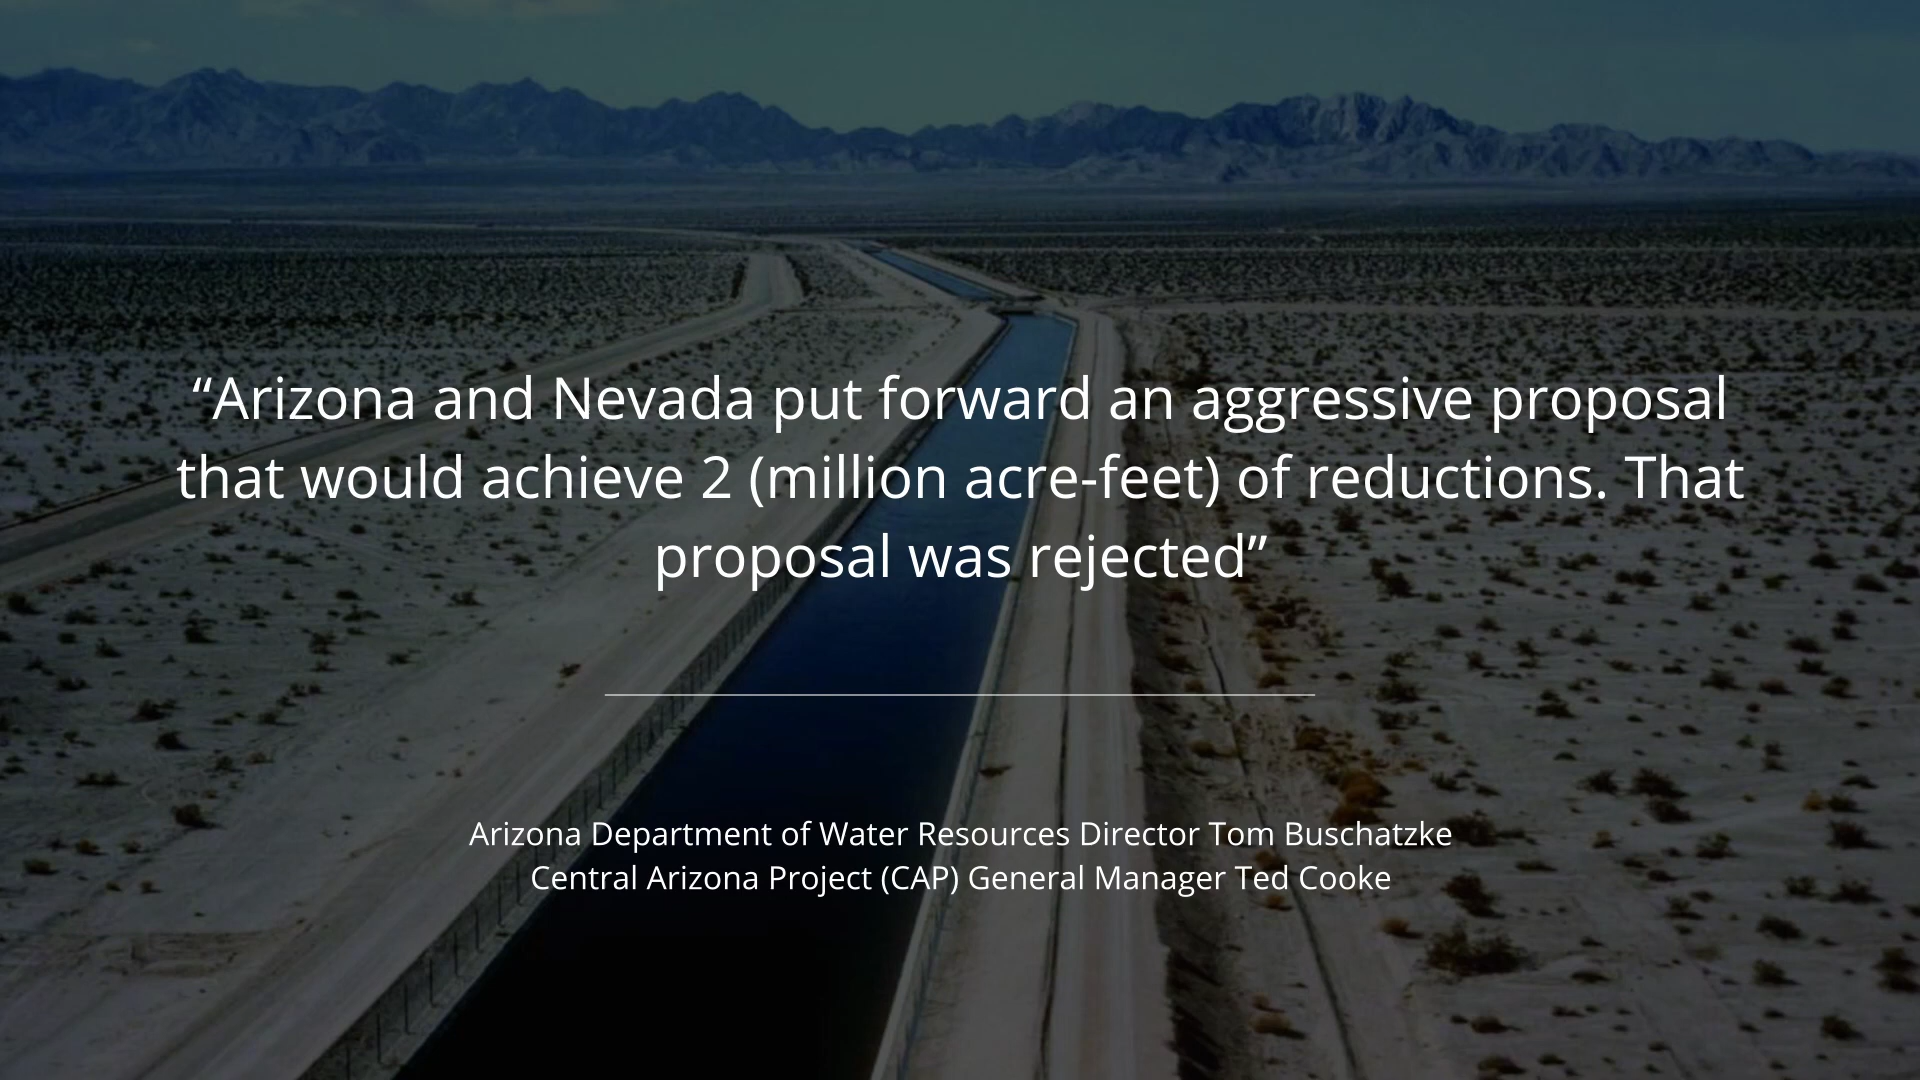 “Arizona and Nevada put forward an aggressive proposal
that would achieve 2 (million acre-feet) of reductions. That
proposal was rejected”
Arizona Department of Water Resources Director Tom Buschatzke
Central Arizona Project (CAP) General Manager Ted Cooke